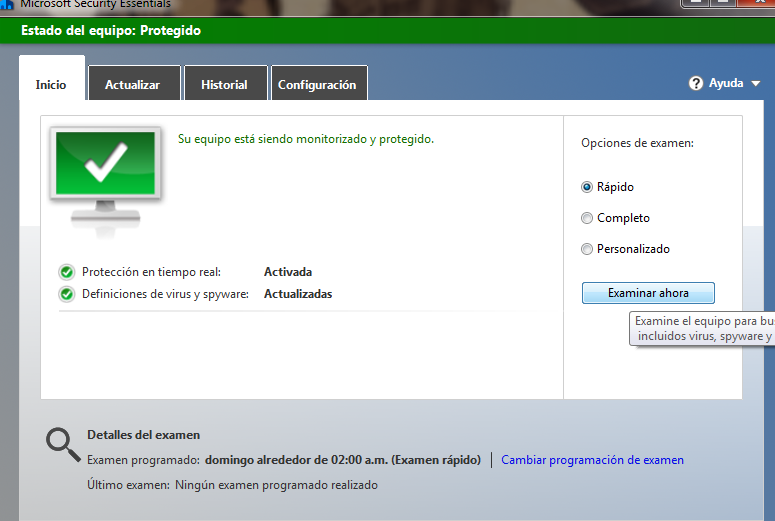 Microsoft Security Essentials
Estado del equipo: Protegido
Inicio
Actualizar
Historial
Configuración
Ayuda
Su equipo está siendo monitorizado y protegido.
Opciones de examen:
Rápido
Completo
Personalizado
Protección en tiempo real: Activada
Definiciones de virus y spyware: Actualizadas
Examinar ahora
Examine el equipo para bus
incluidos virus, spyware y
Detalles del examen
Examen programado: domingo alrededor de 02:00 a.m. (Examen rápido) | Cambiar programación de examen
Último examen: Ningún examen programado realizado